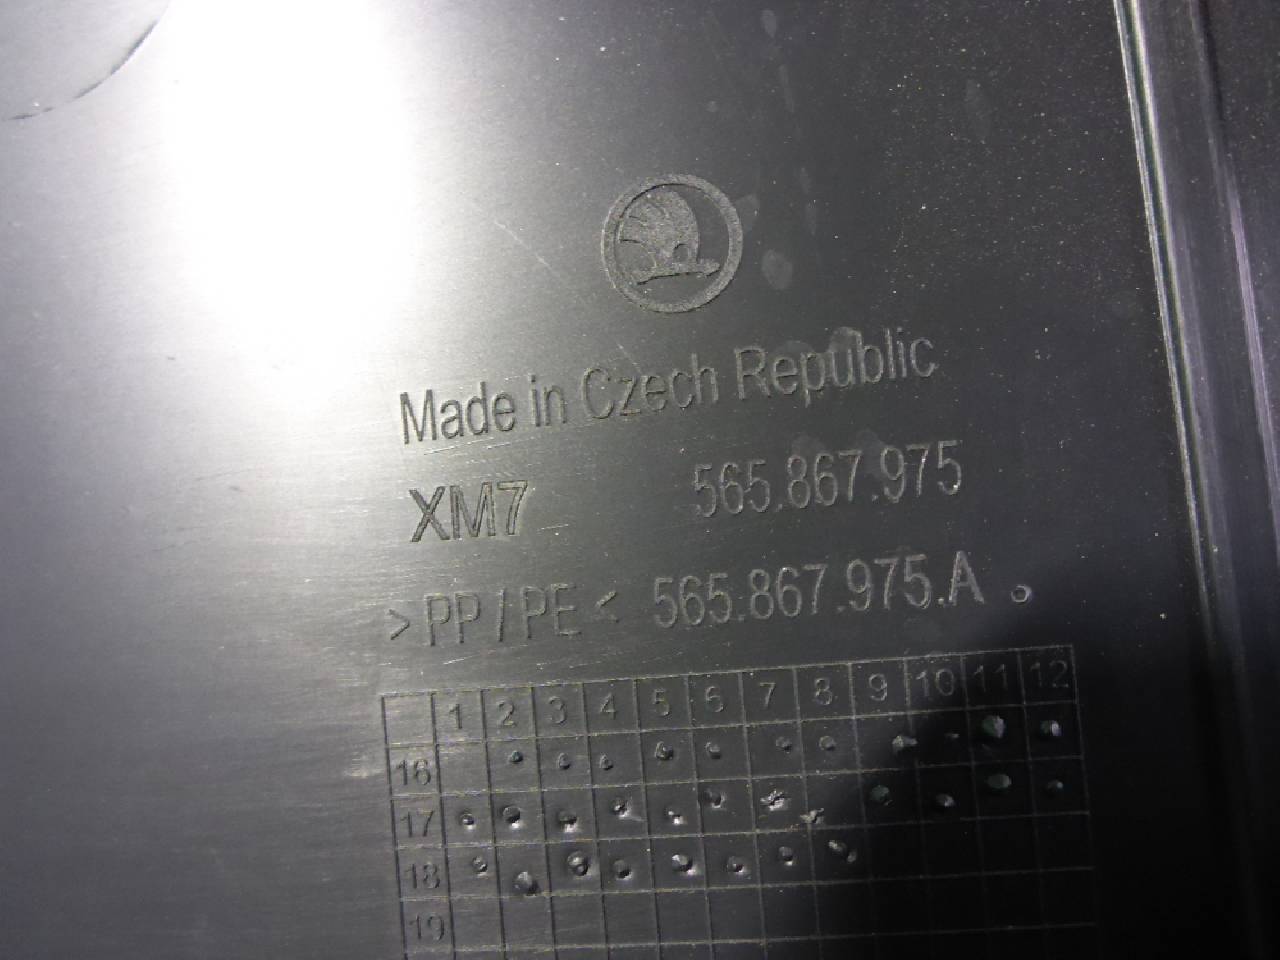 Made in Czech Republic
XM7 565.867.975
>PP/PE< 565.867.975.A
1 2 3 4 5 6 7 8 9 10 11 12
16
17
18
19